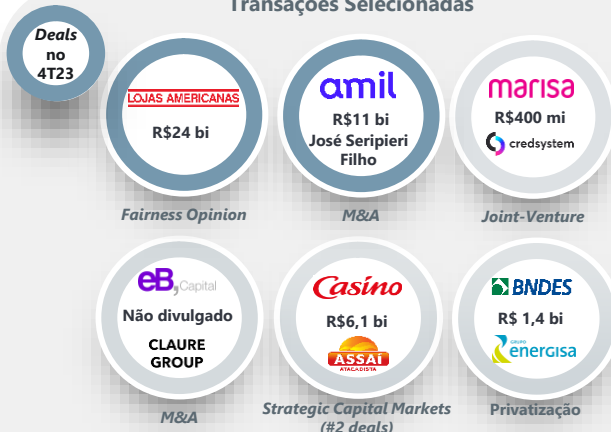 Transações Selecionadas
Deals
no
4T23
LOJAS AMERICANAS
R$24 bi
Fairness Opinion
amil
R$11 bi
José Seripieri
Filho
M&A
marisa
R$400 mi
credsystem
Joint-Venture
eB, Capital
Não divulgado
CLAURE
GROUP
M&A
Casino
R$6,1 bi
ASSAÍ
ATACADISTA
Strategic Capital Markets
(#2 deals)
BNDES
R$ 1,4 bi
GRUPO
energisa
Privatização